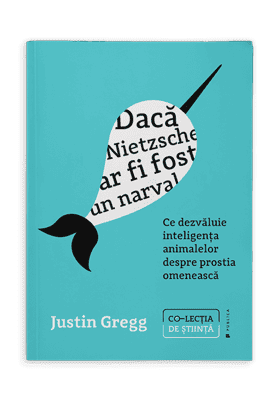 Dacă
Nietzsche
ar fi fost
un narval
Ce dezvăluie
inteligența
animalelor
despre prostia
omenească
Justin Gregg
CO-LECȚIA
DE ȘTIINȚĂ
PUBLICA